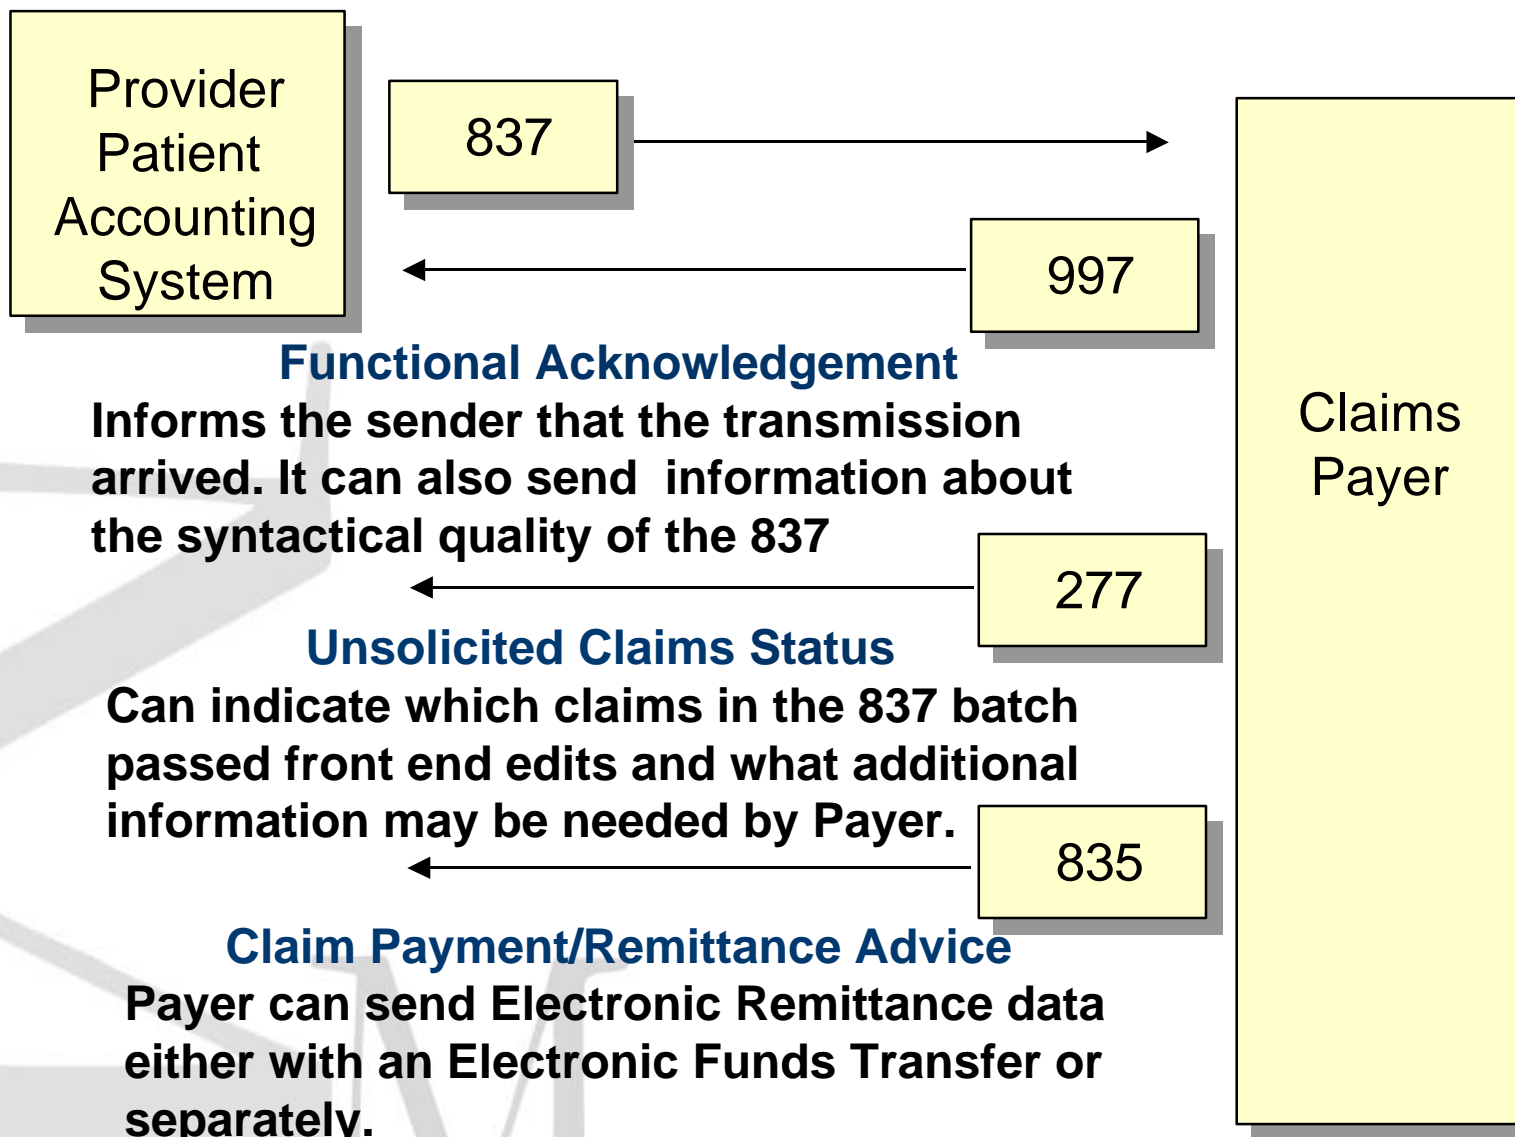 Provider
Patient
Accounting
System
837
997
Functional Acknowledgement
Informs the sender that the transmission
arrived. It can also send  information about
the syntactical quality of the 837
Claims
Payer
277
Unsolicited Claims Status
Can indicate which claims in the 837 batch
passed front end edits and what additional
information may be needed by Payer.
835
Claim Payment/Remittance Advice
Payer can send Electronic Remittance data
either with an Electronic Funds Transfer or
separately.